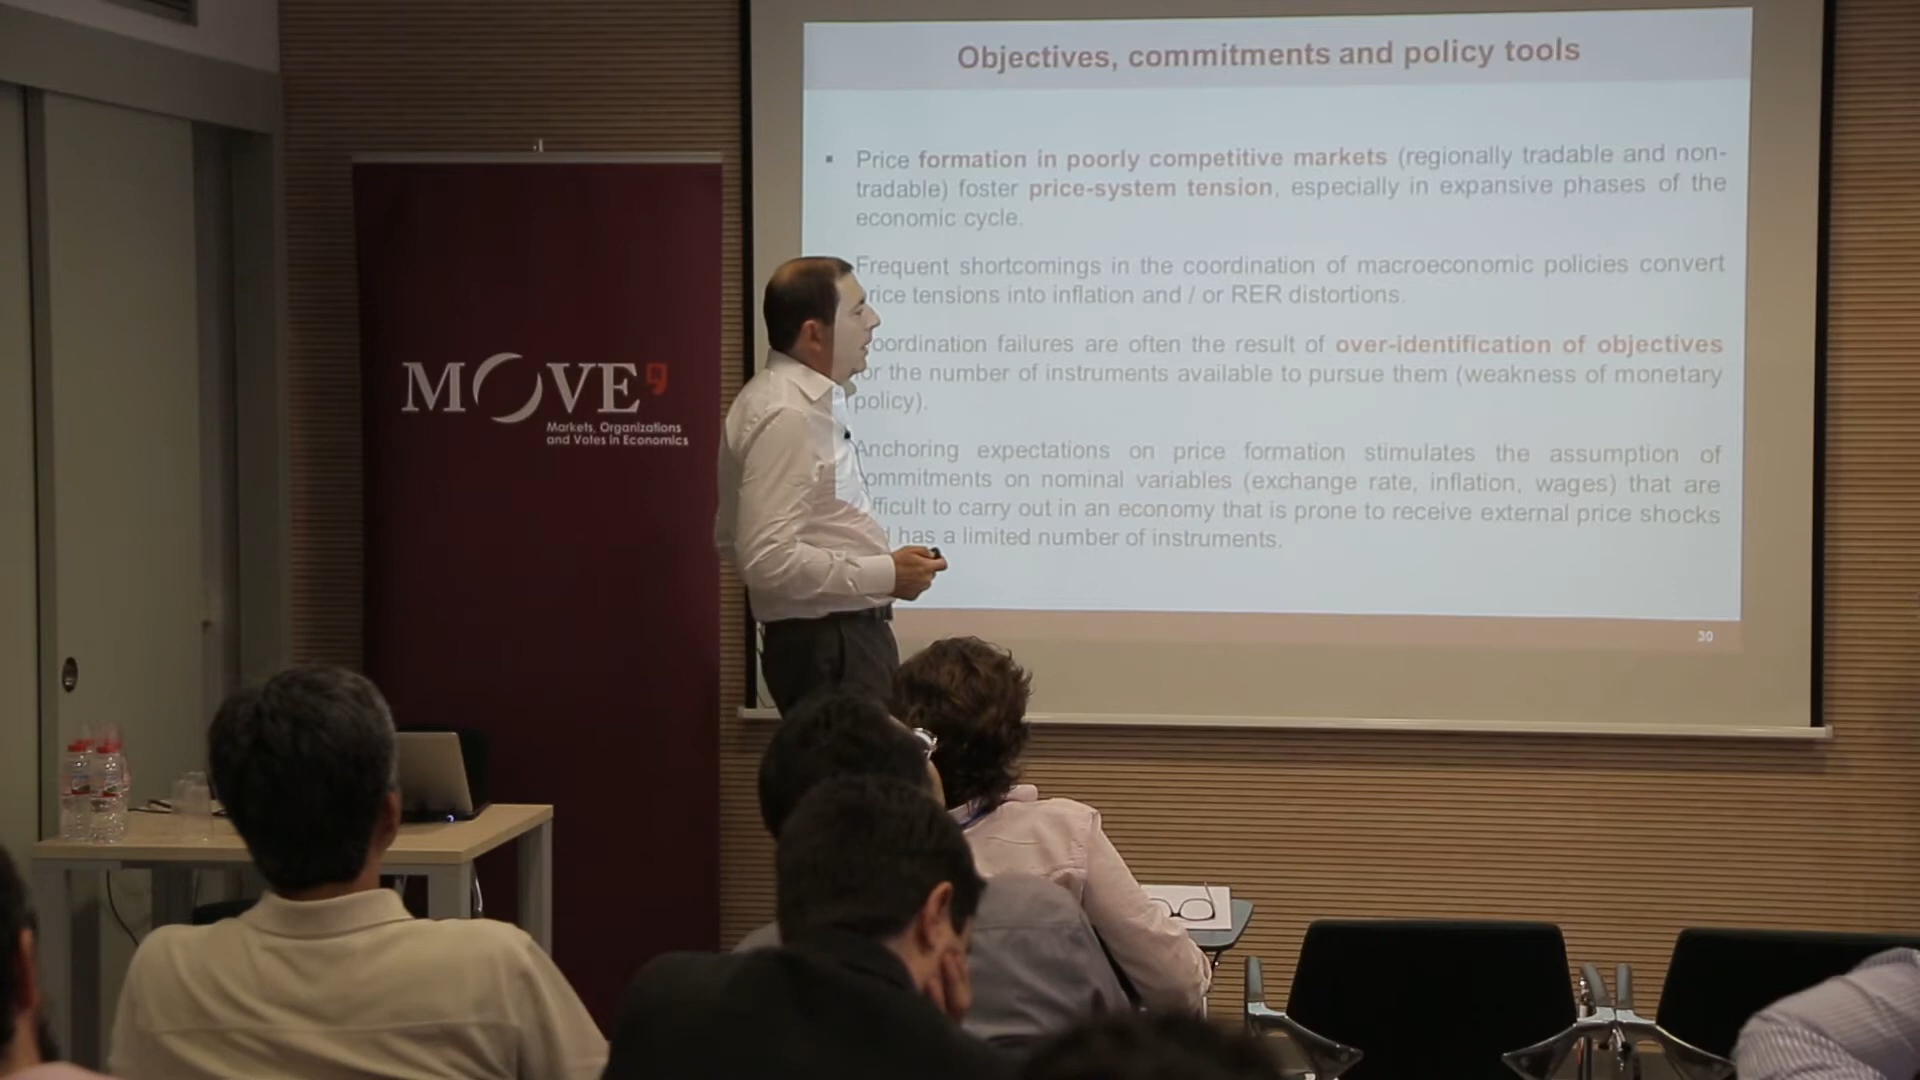 Objectives, commitments and policy tools
▪ Price formation in poorly competitive markets (regionally tradable and non-
tradable) foster price-system tension, especially in expansive phases of the
economic cycle.
Frequent shortcomings in the coordination of macroeconomic policies convert
rice tensions into inflation and / or RER distortions.
oordination failures are often the result of over-identification of objectives
or the number of instruments available to pursue them (weakness of monetary
policy).
Anchoring expectations on price formation stimulates the assumption of
ommitments on nominal variables (exchange rate, inflation, wages) that are
fficult to carry out in an economy that is prone to receive external price shocks
has a limited number of instruments.
30
MOVE
Markets, Organizations
and Votes in Economics